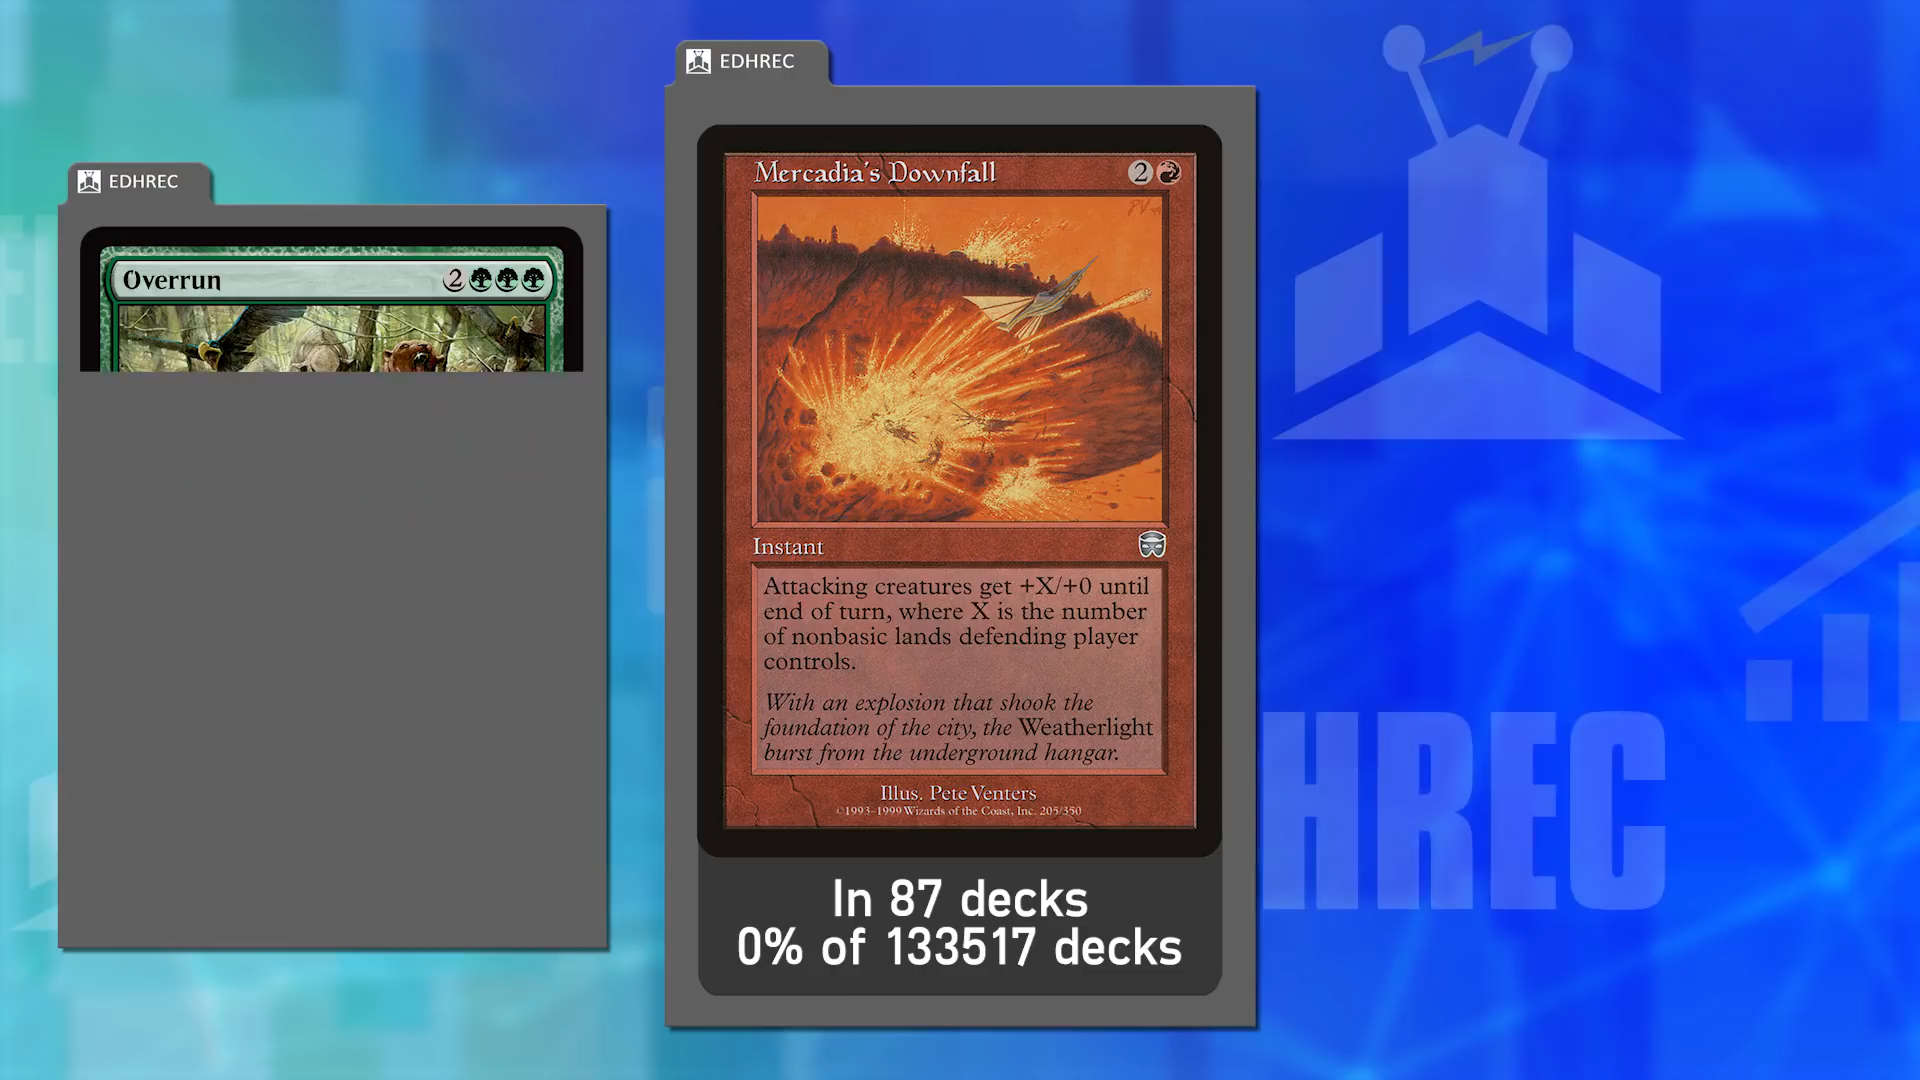 EDHREC
Overrun 2
EDHREC
Mercadia's Downfall 2
Instant
Attacking creatures get +X/+0 until
end of turn, where X is the number
of nonbasic lands defending player
controls.
With an explosion that shook the
foundation of the city, the Weatherlight
burst from the underground hangar.
Illus. Pete Venters
©1993-1999 Wizards of the Coast, Inc. 205/350
In 87 decks
0% of 133517 decks
HREC